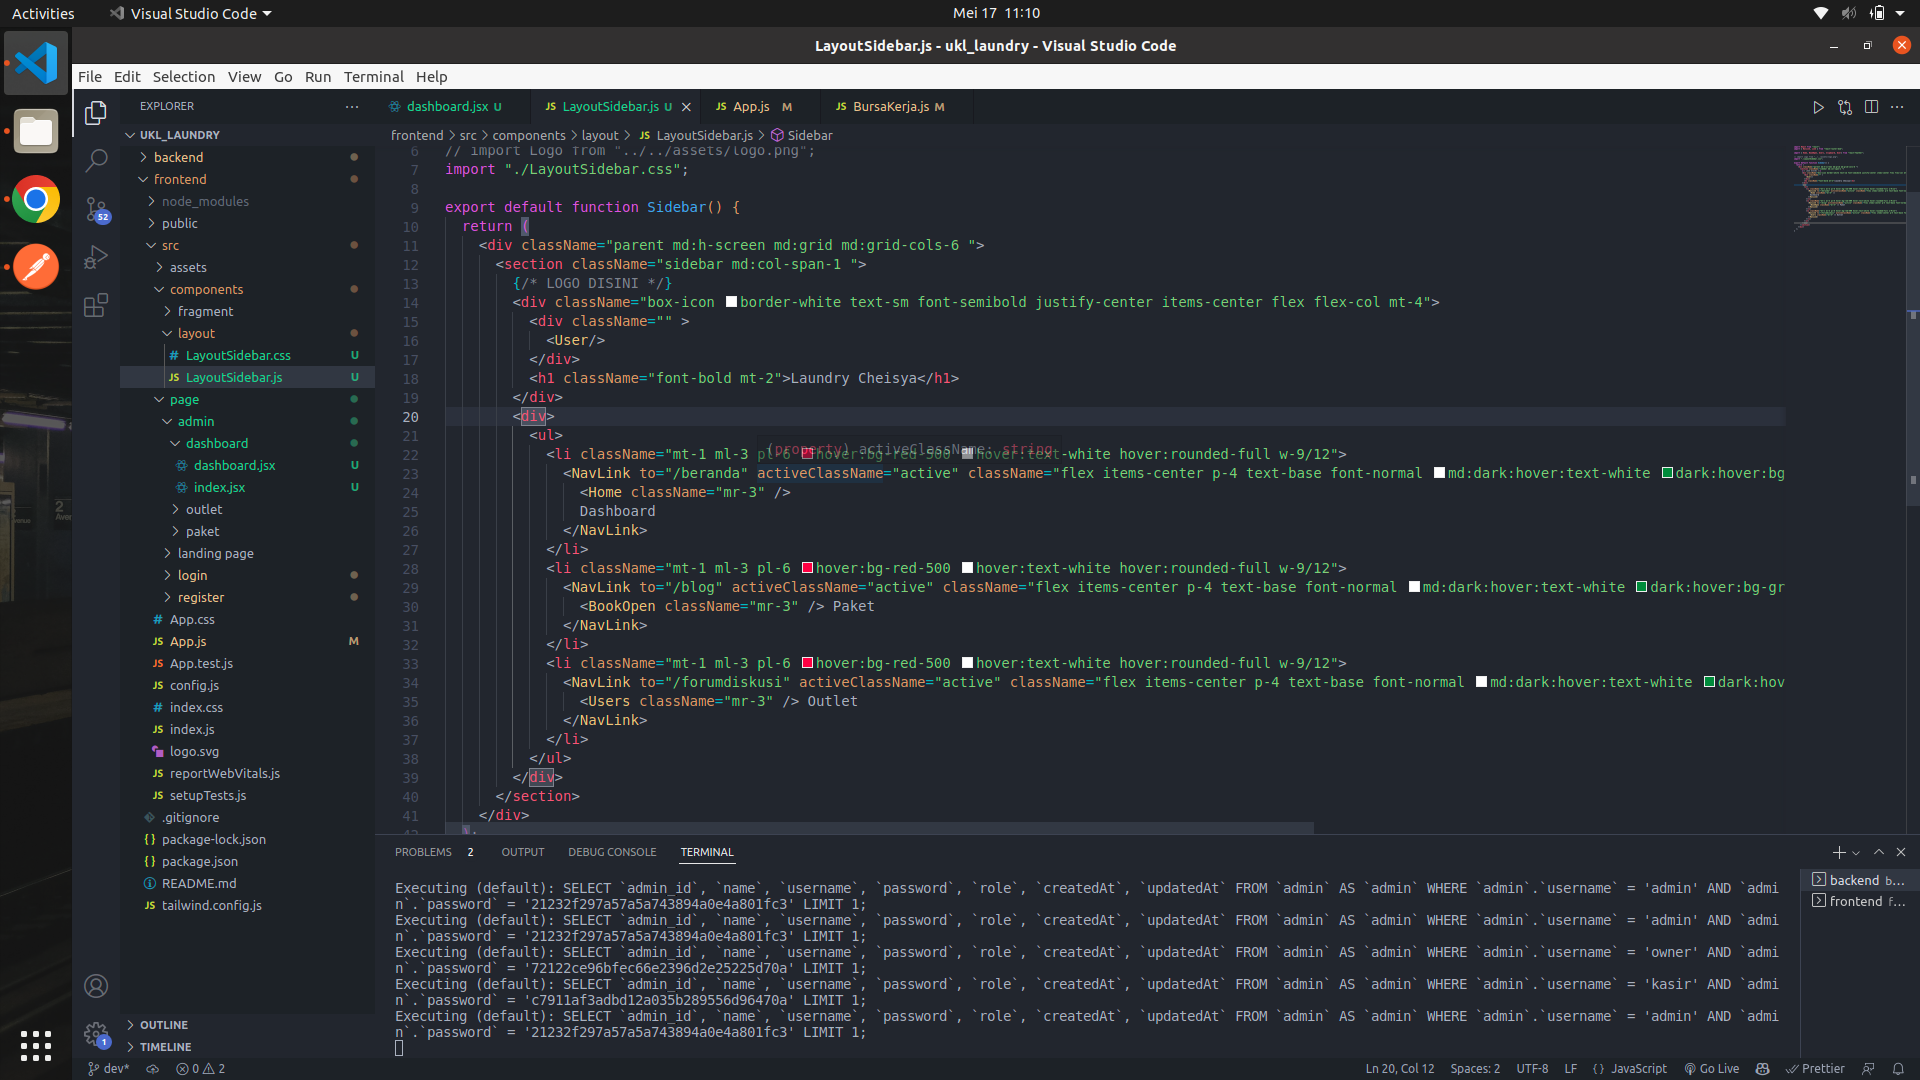 Activities
Visual Studio Code
Mei 17 11:10
LayoutSidebar.js - ukl_laundry - Visual Studio Code
File Edit Selection View Go Run Terminal Help
EXPLORER
UKL_LAUNDRY
backend
frontend
node_modules
public
src
assets
components
fragment
layout
LayoutSidebar.css U
LayoutSidebar.js U
page
admin
dashboard
dashboard.jsx U
index.jsx U
outlet
paket
landing page
login
register
App.css
App.js M
App.test.js
config.js
index.css
index.js
logo.svg
reportWebVitals.js
setupTests.js
.gitignore
package-lock.json
package.json
README.md
tailwind.config.js
OUTLINE
TIMELINE
52
1
dashboard.jsx U
JS LayoutSidebar.js U
JS App.js M
JS BursaKerja.js M
frontend > src > components > layout > JS LayoutSidebar.js > Sidebar
6 // import Logo from "../../assets/logo.png";
7 import "./LayoutSidebar.css";
8
9 export default function Sidebar() {
10 return (
11 <div className="parent md:h-screen md:grid md:grid-cols-6 ">
12 <section className="sidebar md:col-span-1 ">
13 {/* LOGO DISINI */}
14 <div className="box-icon border-white text-sm font-semibold justify-center items-center flex flex-col mt-4">
15 <div className="" >
16 <User/>
17 </div>
18 <h1 className="font-bold mt-2">Laundry Cheisya</h1>
19 </div>
20 <div>
21 <ul>
(property) activeClassName: string
22 <li className="mt-1 ml-3 pl-6 hover:bg-red-500 hover:text-white hover:rounded-full w-9/12">
23 <NavLink to="/beranda" activeClassName="active" className="flex items-center p-4 text-base font-normal md:dark:hover:text-white dark:hover:bg
24 <Home className="mr-3" />
25 Dashboard
26 </NavLink>
27 </li>
28 <li className="mt-1 ml-3 pl-6 hover:bg-red-500 hover:text-white hover:rounded-full w-9/12">
29 <NavLink to="/blog" activeClassName="active" className="flex items-center p-4 text-base font-normal md:dark:hover:text-white dark:hover:bg-gr
30 <BookOpen className="mr-3" /> Paket
31 </NavLink>
32 </li>
33 <li className="mt-1 ml-3 pl-6 hover:bg-red-500 hover:text-white hover:rounded-full w-9/12">
34 <NavLink to="/forumdiskusi" activeClassName="active" className="flex items-center p-4 text-base font-normal md:dark:hover:text-white dark:hov
35 <Users className="mr-3" /> Outlet
36 </NavLink>
37 </li>
38 </ul>
39 </div>
40 </section>
41 </div>
PROBLEMS 2 OUTPUT DEBUG CONSOLE TERMINAL
Executing (default): SELECT `admin_id`, `name`, `username`, `password`, `role`, `createdAt`, `updatedAt` FROM `admin` AS `admin` WHERE `admin`.`username` = 'admin' AND `admi
n`.`password` = '21232f297a57a5a743894a0e4a801fc3' LIMIT 1;
Executing (default): SELECT `admin_id`, `name`, `username`, `password`, `role`, `createdAt`, `updatedAt` FROM `admin` AS `admin` WHERE `admin`.`username` = 'admin' AND `admi
n`.`password` = '21232f297a57a5a743894a0e4a801fc3' LIMIT 1;
Executing (default): SELECT `admin_id`, `name`, `username`, `password`, `role`, `createdAt`, `updatedAt` FROM `admin` AS `admin` WHERE `admin`.`username` = 'owner' AND `admi
n`.`password` = '72122ce96bfec66e2396d2e25225d70a' LIMIT 1;
Executing (default): SELECT `admin_id`, `name`, `username`, `password`, `role`, `createdAt`, `updatedAt` FROM `admin` AS `admin` WHERE `admin`.`username` = 'kasir' AND `admi
n`.`password` = 'c7911af3adbd12a035b289556d96470a' LIMIT 1;
Executing (default): SELECT `admin_id`, `name`, `username`, `password`, `role`, `createdAt`, `updatedAt` FROM `admin` AS `admin` WHERE `admin`.`username` = 'admin' AND `admi
n`.`password` = '21232f297a57a5a743894a0e4a801fc3' LIMIT 1;
backend b...
frontend f...
dev* 0 2
Ln 20, Col 12 Spaces: 2 UTF-8 LF {} JavaScript Go Live Prettier